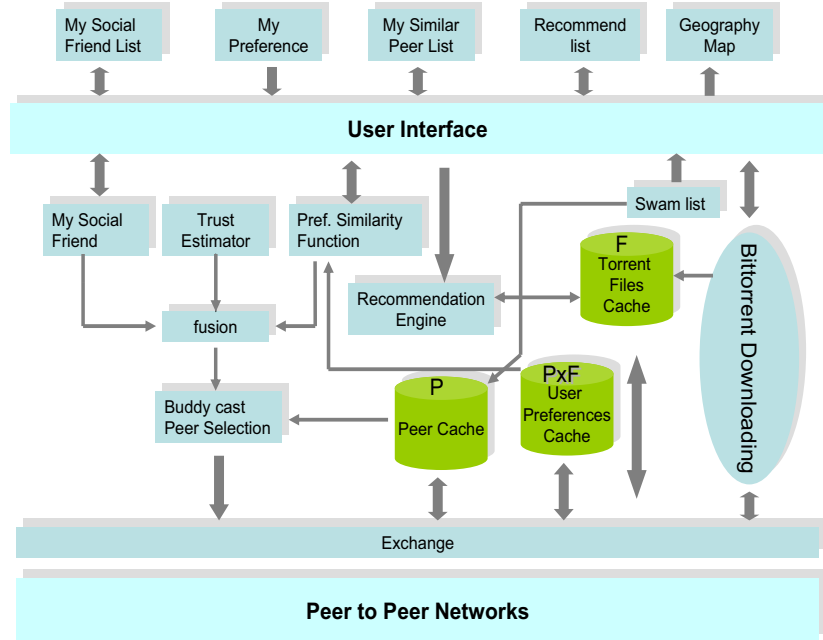 My Social
Friend List
My
Preference
My Similar
Peer List
Recommend
list
Geography
Map
User Interface
My Social
Friend
Trust
Estimator
Pref. Similarity
Function
Swam list
F
Torrent
Files
Cache
Bittorrent Downloading
Recommendation
Engine
fusion
Buddy cast
Peer Selection
P
Peer Cache
PxF
User
Preferences
Cache
Exchange
Peer to Peer Networks